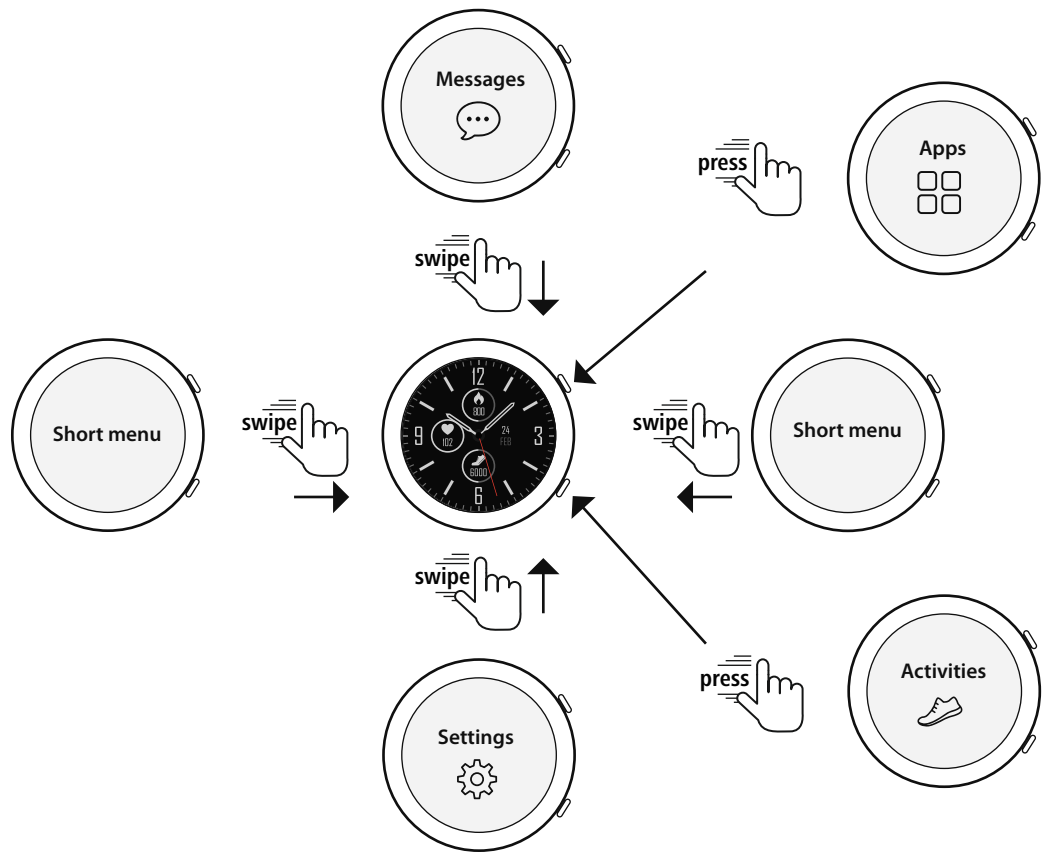 Messages
press
Apps
swipe
12
800
Short menu
swipe
9
102
24
FEB
3
6000
6
swipe
Short menu
swipe
press
Activities
Settings